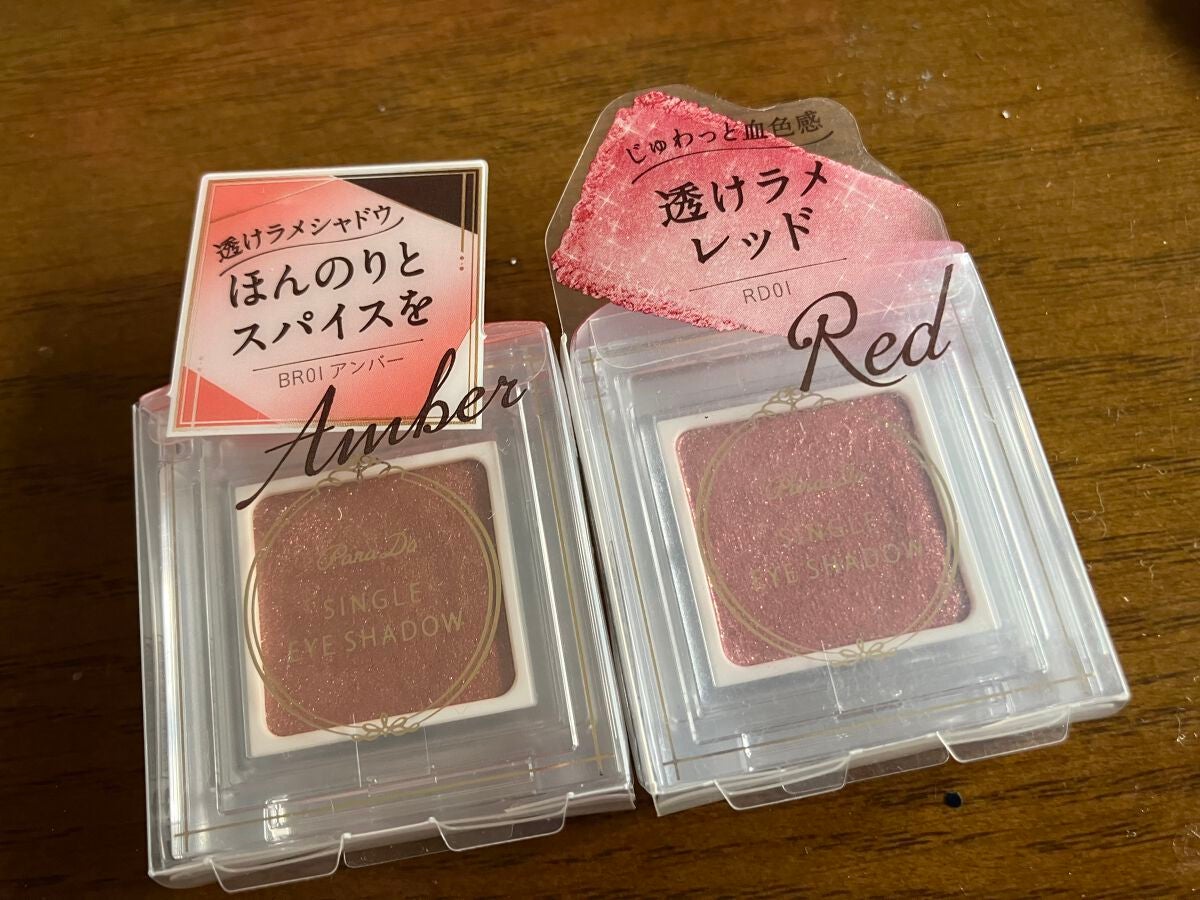 透けラメシャドウ
ほんのりと
スパイスを
BR01 アンバー
Amber
Para Do
SINGLE
EYE SHADOW
じゅわっと血色感
透けラメ
レッド
RD01
Red
Para Do
SINGLE
EYE SHADOW